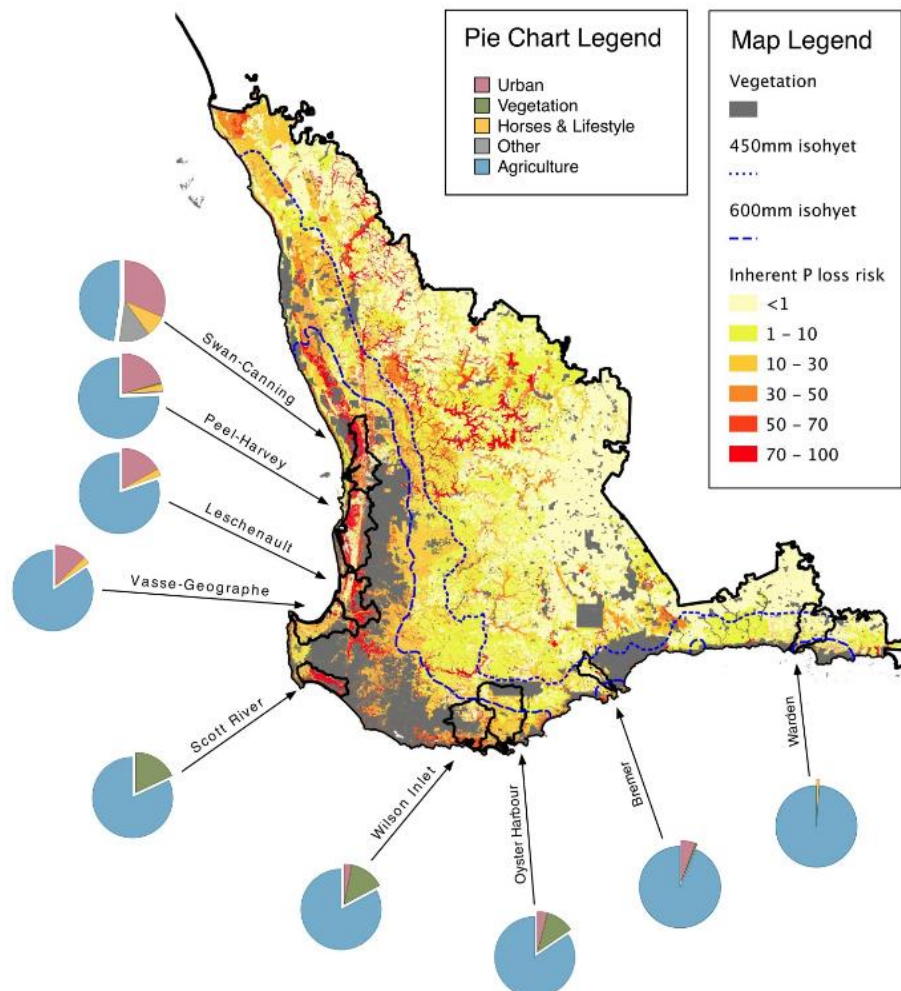 Pie Chart Legend
Urban
Vegetation
Horses & Lifestyle
Other
Agriculture
Map Legend
Vegetation
450mm isohyet
600mm isohyet
Inherent P loss risk
<1
1 – 10
10 – 30
30 – 50
50 – 70
70 – 100
Swan-Canning
Peel-Harvey
Leschenault
Vasse-Geographe
Scott River
Wilson Inlet
Oyster Harbour
Bremer
Warden